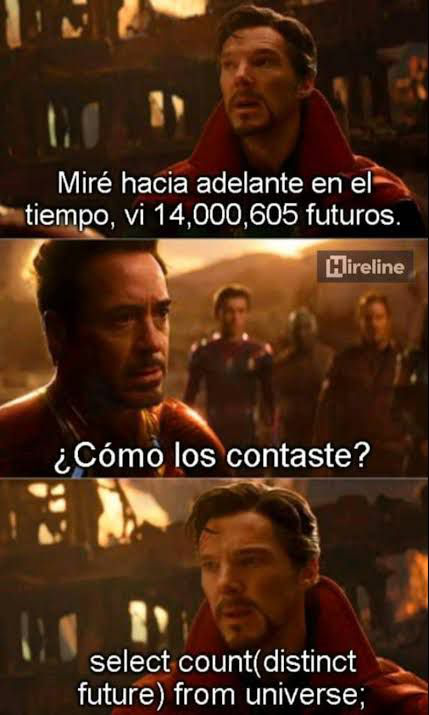 Miré hacia adelante en el
tiempo, vi 14,000,605 futuros.
Hireline
¿Cómo los contaste?
select count(distinct
future) from universe;